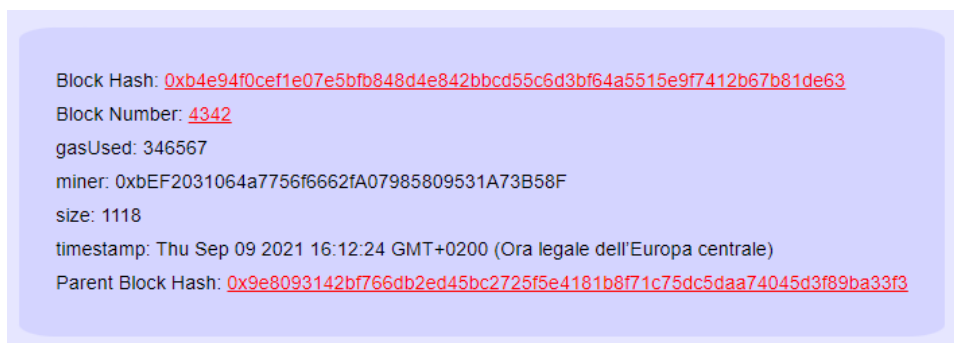 Block Hash: 0xb4e94f0cef1e07e5bfb848d4e842bbcd55c6d3bf64a5515e9f7412b67b81de63
Block Number: 4342
gasUsed: 346567
miner: 0xbEF2031064a7756f6662fA07985809531A73B58F
size: 1118
timestamp: Thu Sep 09 2021 16:12:24 GMT+0200 (Ora legale dell’Europa centrale)
Parent Block Hash: 0x9e8093142bf766db2ed45bc2725f5e4181b8f71c75dc5daa74045d3f89ba33f3